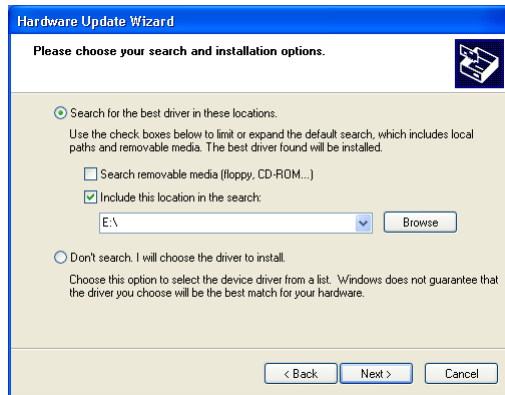 Hardware Update Wizard
Please choose your search and installation options.
Search for the best driver in these locations.
Use the check boxes below to limit or expand the default search, which includes local
paths and removable media. The best driver found will be installed.
Search removable media (floppy, CD-ROM...)
Include this location in the search:
E:\
Browse
Don't search. I will choose the driver to install.
Choose this option to select the device driver from a list. Windows does not guarantee that
the driver you choose will be the best match for your hardware.
< Back
Next >
Cancel